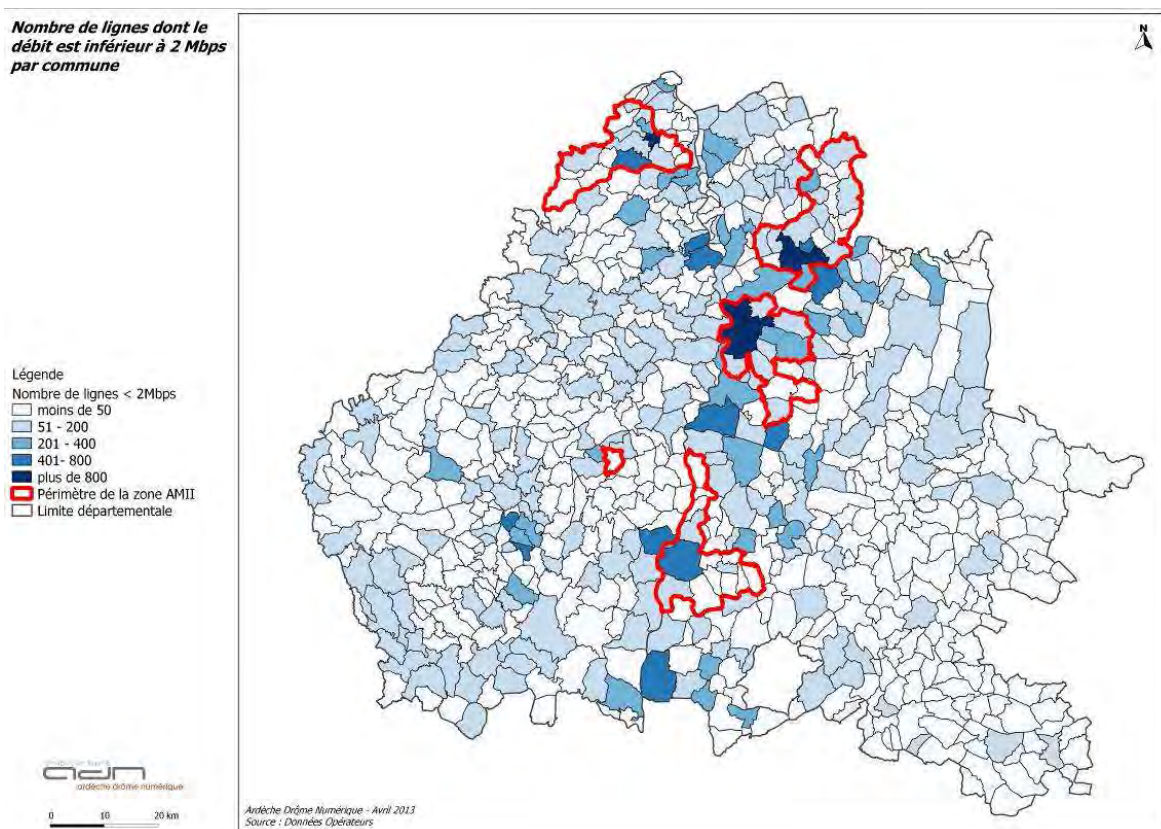 Nombre de lignes dont le
débit est inférieur à 2 Mbps
par commune
N
Légende
Nombre de lignes < 2Mbps
moins de 50
51 - 200
201 - 400
401- 800
plus de 800
Périmètre de la zone AMII
Limite départementale
adn
ardèche drôme numérique
0 10 20 km
Ardèche Drôme Numérique - Avril 2013
Source : Données Opérateurs